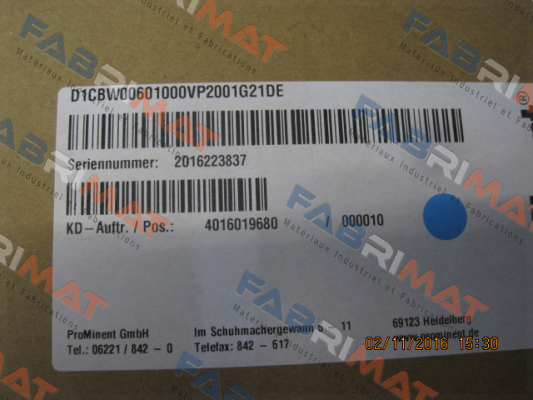 D1CBW00601000VP2001G21DE
Seriennummer: 2016223837
KD-Auftr. / Pos.: 4016019680 / 000010
ProMinent GmbH Im Schuhmachergewann 5 - 11 69123 Heidelberg
Tel.: 06221 / 842 - 0 Telefax: 842 - 617 www.prominent.de
02/11/2016 15:30
FABRIMAT
Materiaux Industriel et Fabrications